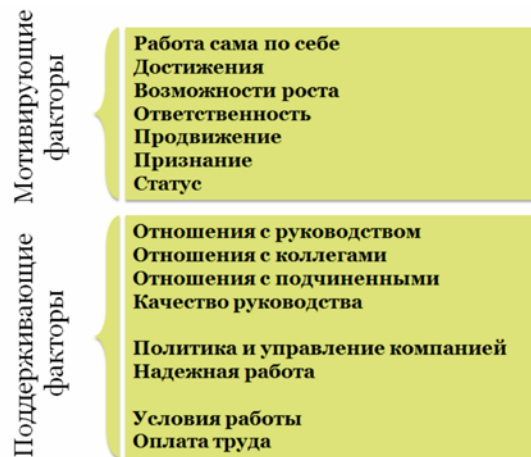 Мотивирующие
факторы
Работа сама по себе
Достижения
Возможности роста
Ответственность
Продвижение
Признание
Статус
Поддерживающие
факторы
Отношения с руководством
Отношения с коллегами
Отношения с подчиненными
Качество руководства
Политика и управление компанией
Надежная работа
Условия работы
Оплата труда